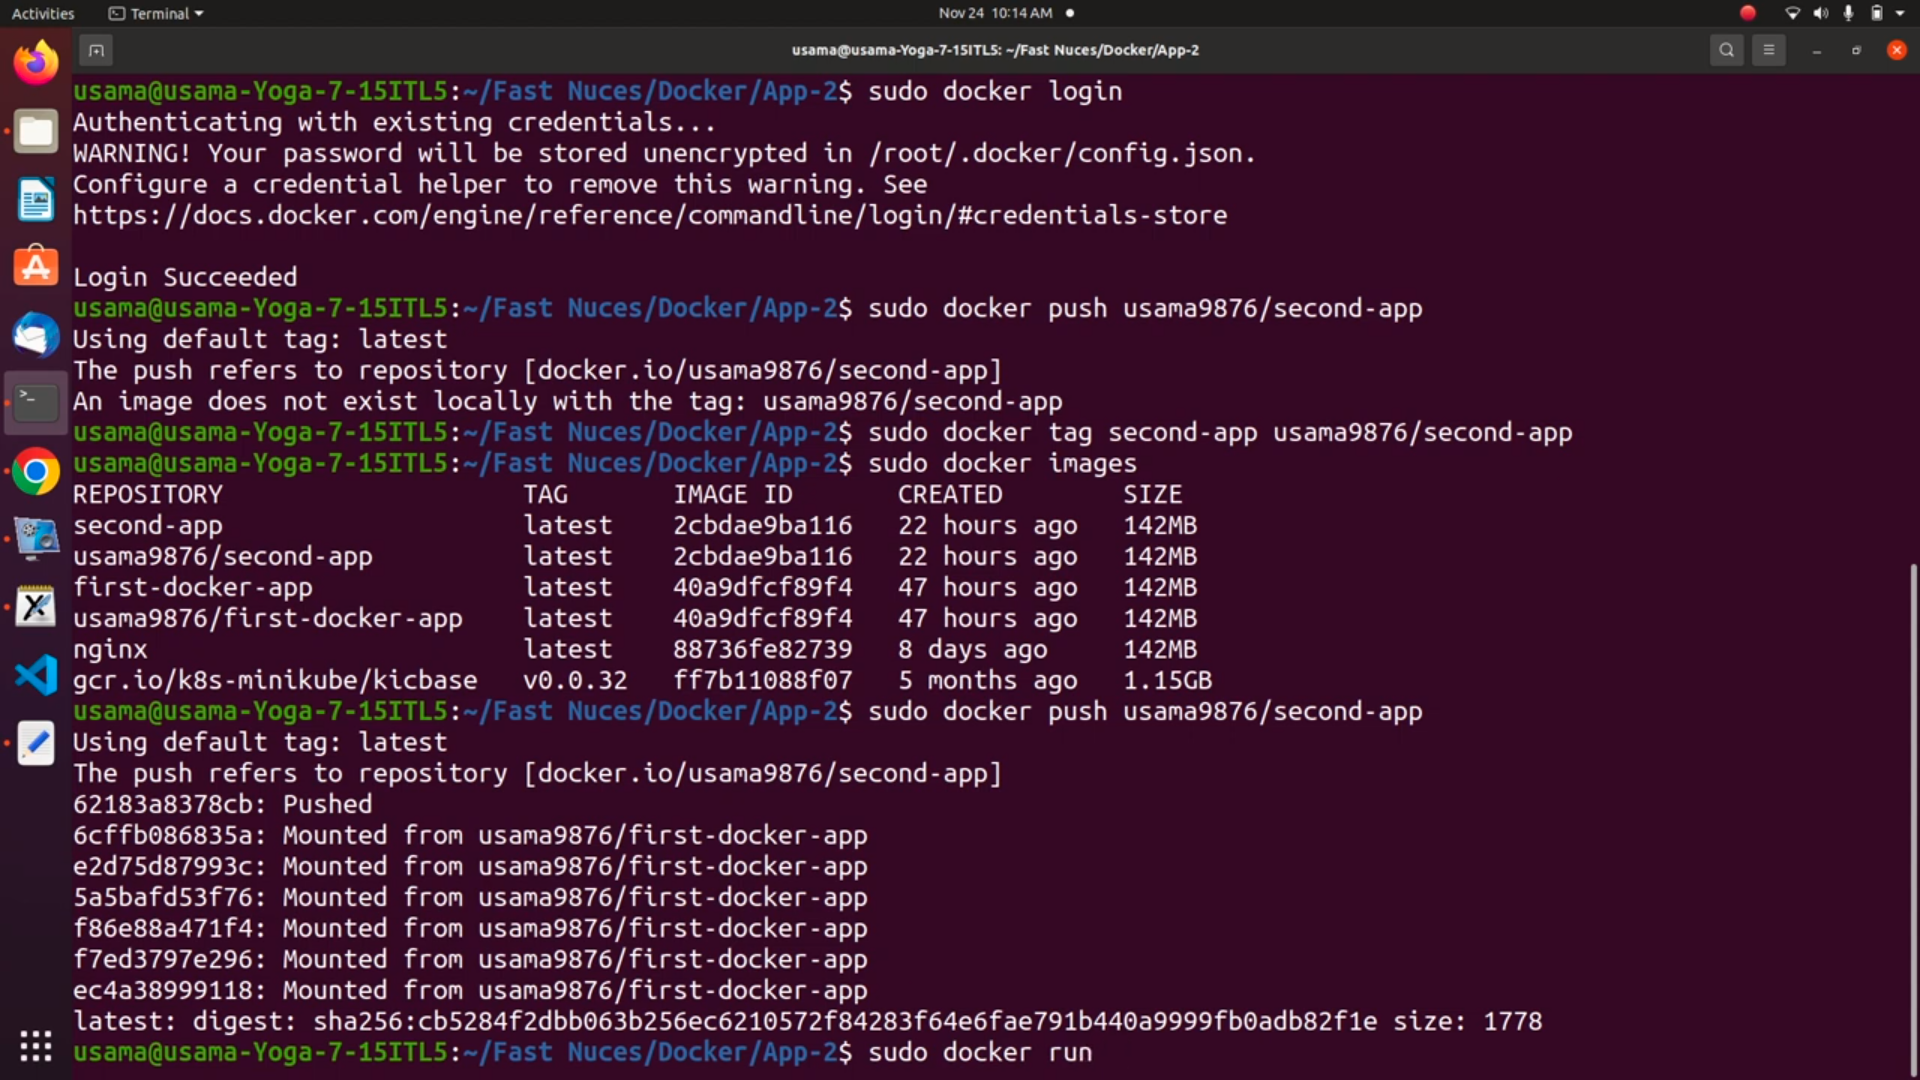 Activities
Terminal
Nov 24 10:14 AM
usama@usama-Yoga-7-15ITL5: ~/Fast Nuces/Docker/App-2
usama@usama-Yoga-7-15ITL5:~/Fast Nuces/Docker/App-2$ sudo docker login
Authenticating with existing credentials...
WARNING! Your password will be stored unencrypted in /root/.docker/config.json.
Configure a credential helper to remove this warning. See
https://docs.docker.com/engine/reference/commandline/login/#credentials-store
Login Succeeded
usama@usama-Yoga-7-15ITL5:~/Fast Nuces/Docker/App-2$ sudo docker push usama9876/second-app
Using default tag: latest
The push refers to repository [docker.io/usama9876/second-app]
An image does not exist locally with the tag: usama9876/second-app
usama@usama-Yoga-7-15ITL5:~/Fast Nuces/Docker/App-2$ sudo docker tag second-app usama9876/second-app
usama@usama-Yoga-7-15ITL5:~/Fast Nuces/Docker/App-2$ sudo docker images
REPOSITORY TAG IMAGE ID CREATED SIZE
second-app latest 2cbdae9ba116 22 hours ago 142MB
usama9876/second-app latest 2cbdae9ba116 22 hours ago 142MB
first-docker-app latest 40a9dfcf89f4 47 hours ago 142MB
usama9876/first-docker-app latest 40a9dfcf89f4 47 hours ago 142MB
nginx latest 88736fe82739 8 days ago 142MB
gcr.io/k8s-minikube/kicbase v0.0.32 ff7b11088f07 5 months ago 1.15GB
usama@usama-Yoga-7-15ITL5:~/Fast Nuces/Docker/App-2$ sudo docker push usama9876/second-app
Using default tag: latest
The push refers to repository [docker.io/usama9876/second-app]
62183a8378cb: Pushed
6cffb086835a: Mounted from usama9876/first-docker-app
e2d75d87993c: Mounted from usama9876/first-docker-app
5a5bafd53f76: Mounted from usama9876/first-docker-app
f86e88a471f4: Mounted from usama9876/first-docker-app
f7ed3797e296: Mounted from usama9876/first-docker-app
ec4a38999118: Mounted from usama9876/first-docker-app
latest: digest: sha256:cb5284f2dbb063b256ec6210572f84283f64e6fae791b440a9999fb0adb82f1e size: 1778
usama@usama-Yoga-7-15ITL5:~/Fast Nuces/Docker/App-2$ sudo docker run